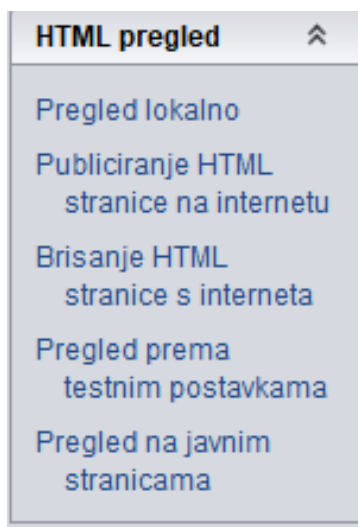 HTML pregled
Pregled lokalno
Publiciranje HTML
stranice na internetu
Brisanje HTML
stranice s interneta
Pregled prema
testnim postavkama
Pregled na javnim
stranicama